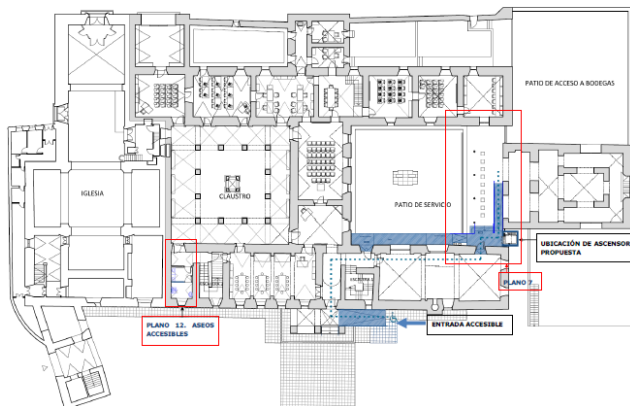 PATIO DE ACCESO A BODEGAS
IGLESIA
CLAUSTRO
PATIO DE SERVICIO
UBICACIÓN DE ASCENSOR
PROPUESTA
PLANO 7
PLANO 12. ASEOS
ACCESIBLES
ENTRADA ACCESIBLE